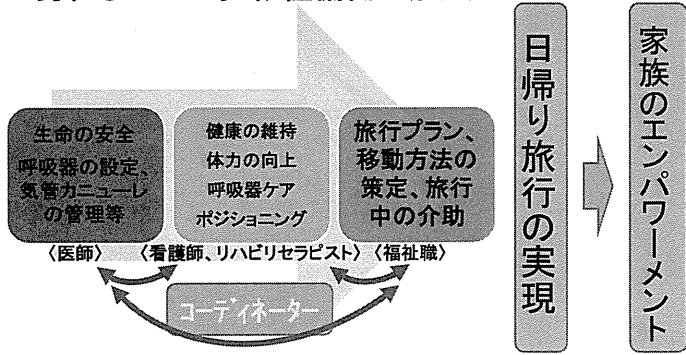 生命の安全
呼吸器の設定、
気管カニューレ
の管理等
健康の維持
体力の向上
呼吸器ケア
ポジショニング
旅行プラン、
移動方法の
策定、旅行
中の介助
〈医師〉
〈看護師、リハビリセラピスト〉
〈福祉職〉
コーディネーター
日帰り旅行の実現
家族のエンパワーメント